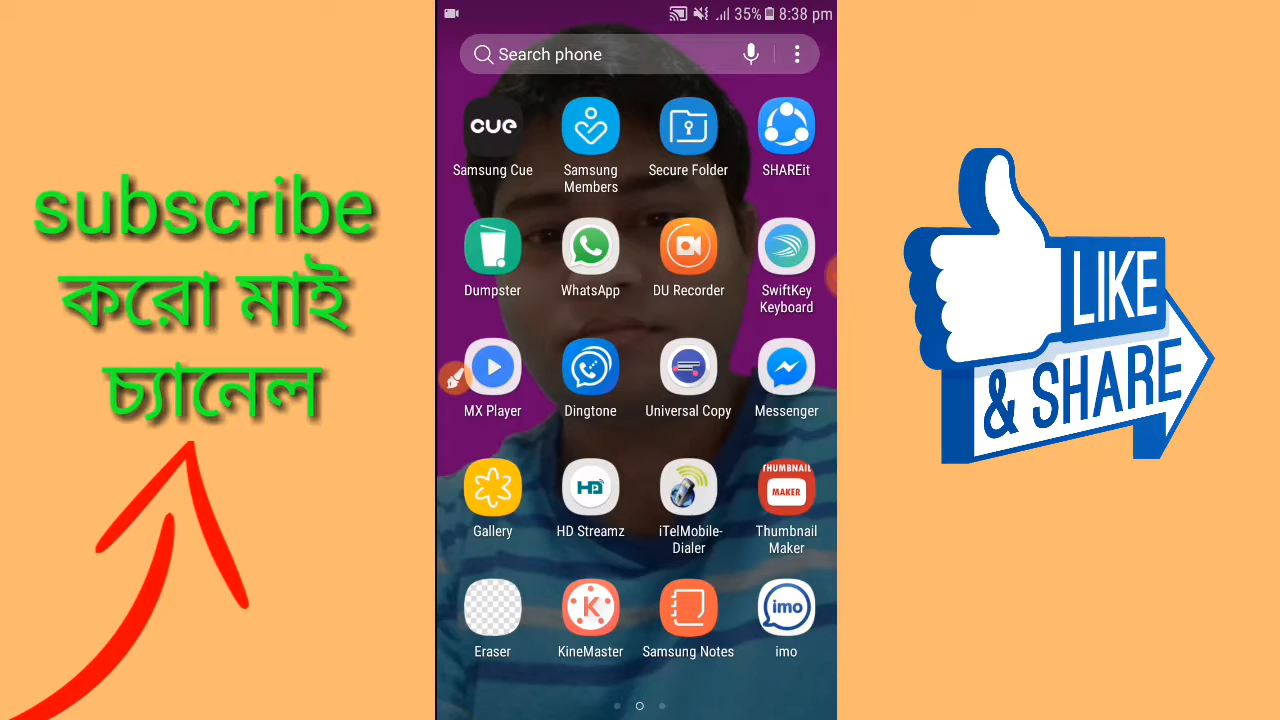 subscribe
করো মাই
চ্যানেল
35% 8:38 pm
Search phone
cue
Samsung Cue
Samsung
Members
Secure Folder
SHAREit
Dumpster
WhatsApp
DU Recorder
SwiftKey
Keyboard
MX Player
Dingtone
Universal Copy
Messenger
Gallery
HD
HD Streamz
iTelMobile-
Dialer
THUMBNAIL
MAKER
Thumbnail
Maker
Eraser
K
KineMaster
Samsung Notes
imo
imo
LIKE
& SHARE